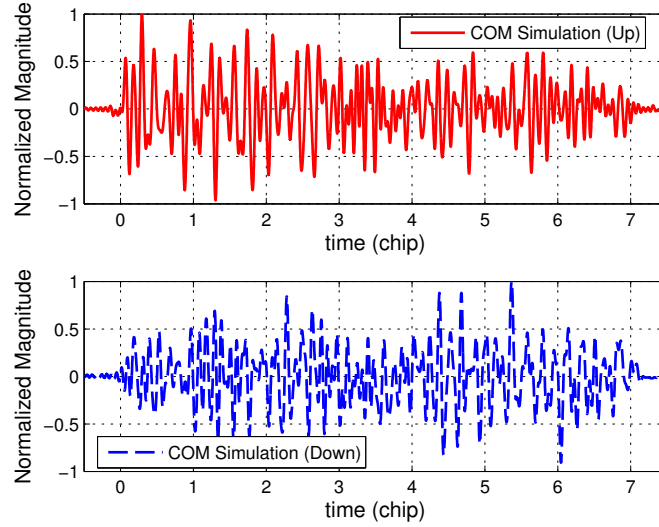 Normalized Magnitude
1
0.5
0
−0.5
−1
COM Simulation (Up)
0 1 2 3 4 5 6 7
time (chip)
Normalized Magnitude
1
0.5
0
−0.5
−1
COM Simulation (Down)
0 1 2 3 4 5 6 7
time (chip)